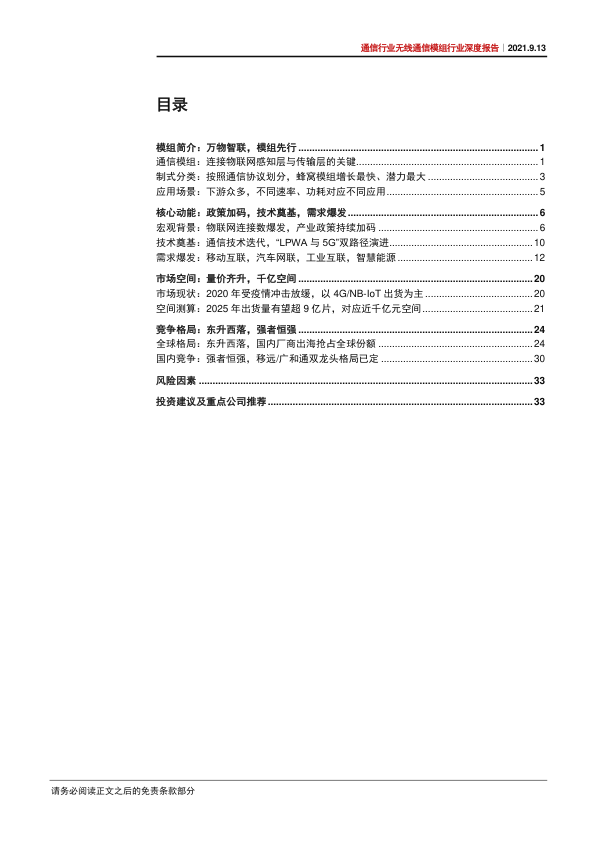 通信行业无线通信模组行业深度报告｜2021.9.13
目录
模组简介：万物智联，模组先行 ........ 1
通信模组：连接物联网感知层与传输层的关键........ 1
制式分类：按照通信协议划分，蜂窝模组增长最快、潜力最大 ........ 3
应用场景：下游众多，不同速率、功耗对应不同应用........ 5
核心动能：政策加码，技术奠基，需求爆发........ 6
宏观背景：物联网连接数爆发，产业政策持续加码 ........ 6
技术奠基：通信技术迭代，“LPWA 与 5G”双路径演进........ 10
需求爆发：移动互联，汽车网联，工业互联，智慧能源 ........ 12
市场空间：量价齐升，千亿空间 ........ 20
市场现状：2020 年受疫情冲击放缓，以 4G/NB-IoT 出货为主 ........ 20
空间测算：2025 年出货量有望超 9 亿片，对应近千亿元空间........ 21
竞争格局：东升西落，强者恒强 ........ 24
全球格局：东升西落，国内厂商出海抢占全球份额 ........ 24
国内竞争：强者恒强，移远/广和通双龙头格局已定 ........ 30
风险因素 ........ 33
投资建议及重点公司推荐........ 33
请务必阅读正文之后的免责条款部分